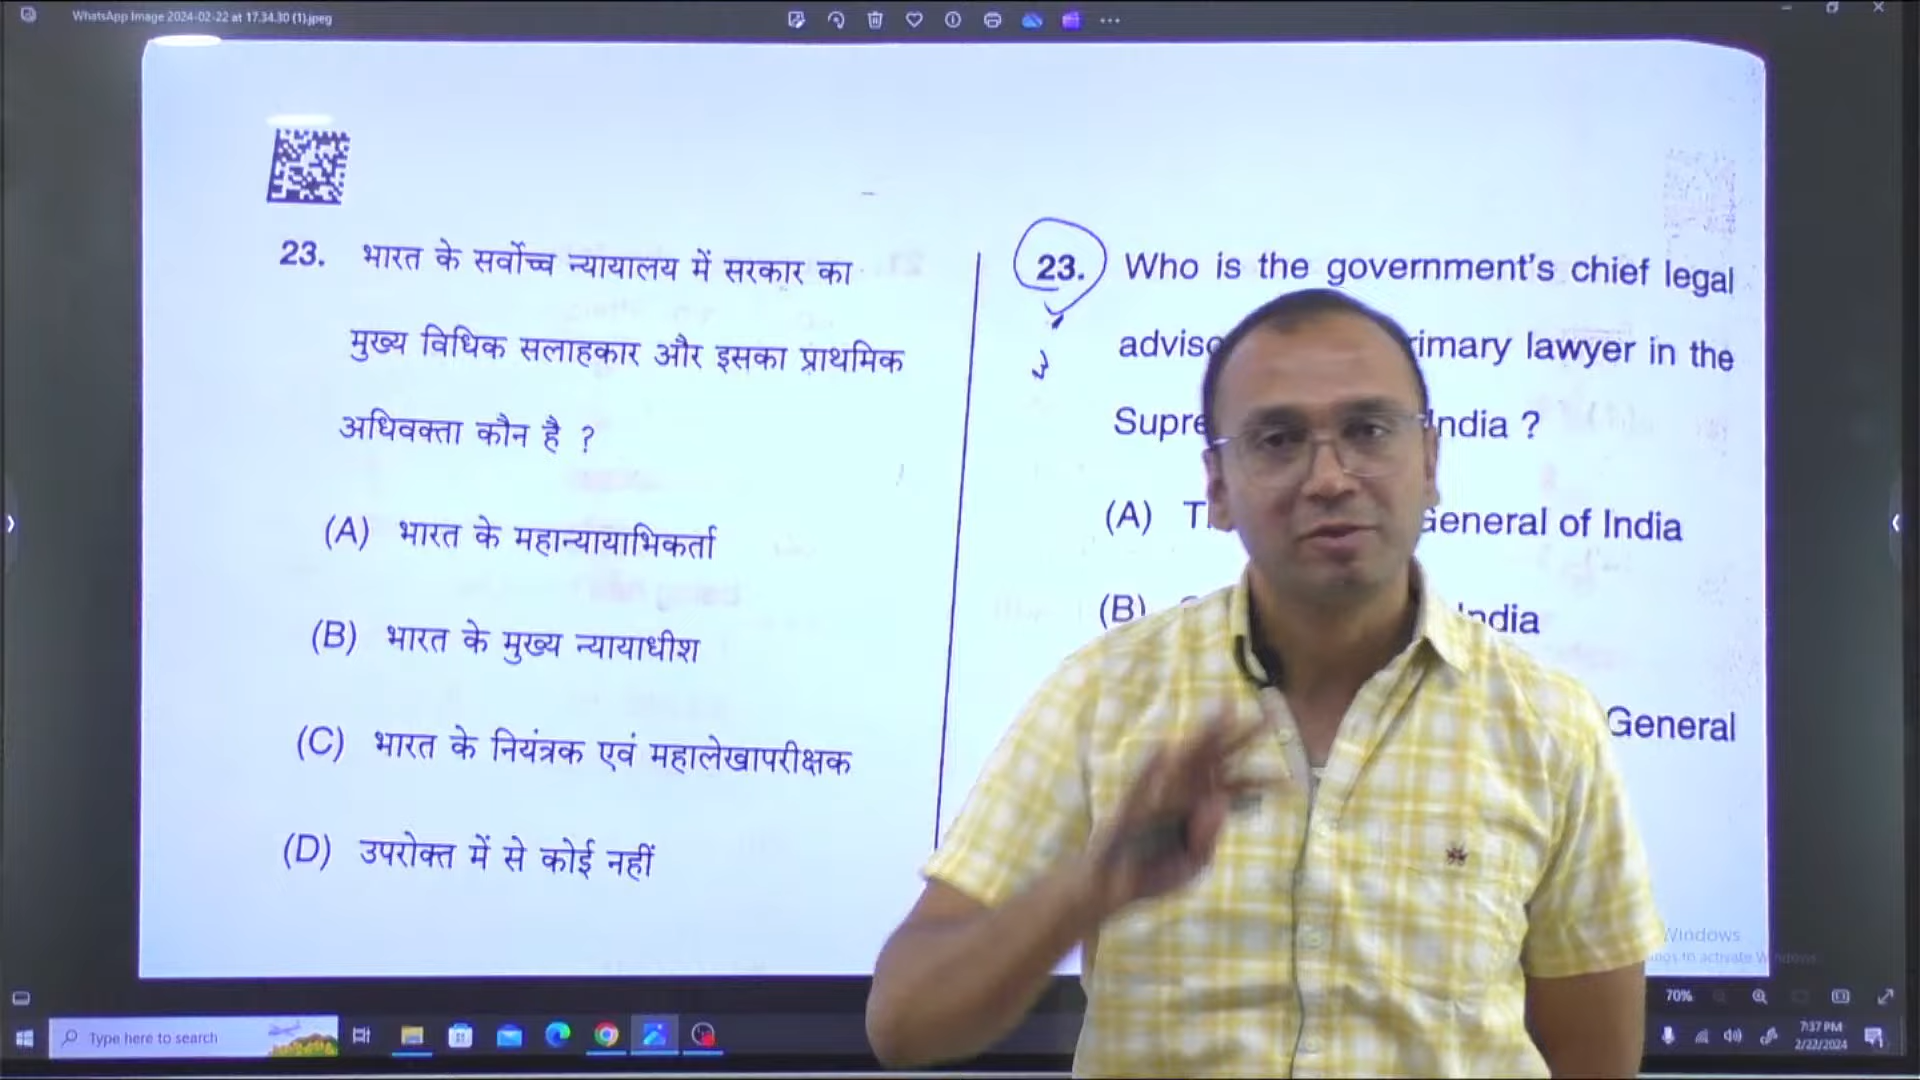 WhatsApp Image 2024-02-22 at 17.34.30 (1).jpeg
23. भारत के सर्वोच्च न्यायालय में सरकार का
मुख्य विधिक सलाहकार और इसका प्राथमिक
अधिवक्ता कौन है ?
(A) भारत के महान्यायाभिकर्ता
(B) भारत के मुख्य न्यायाधीश
(C) भारत के नियंत्रक एवं महालेखापरीक्षक
(D) उपरोक्त में से कोई नहीं
23. Who is the government's chief legal
lawyer in the
?
(A) General of India
(B)
General
Windows
70%
Type here to search
7:37 PM
2/22/2024